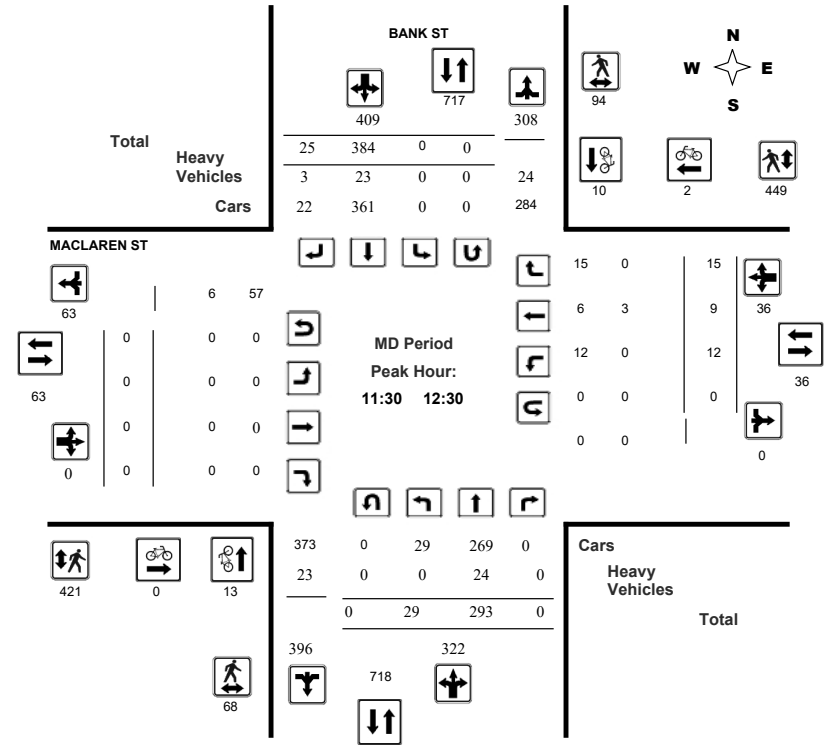 BANK ST
N
W E
S
717
94
409 308
Total
25 384 0 0
Heavy
Vehicles
3 23 0 0 24
10 2 449
Cars
22 361 0 0 284
MACLAREN ST
15 0 15
6 57
63
6 3 9 36
0 0 0
MD Period
12 0 12
Peak Hour:
36
63
0 0 0
11:30 12:30
0 0 0
0 0 0
0 0
0
0 0 0 0
373 0 29 269 0
Cars
23 0 0 24 0
Heavy
Vehicles
421 0 13
0 29 293 0
Total
396 322
718
68